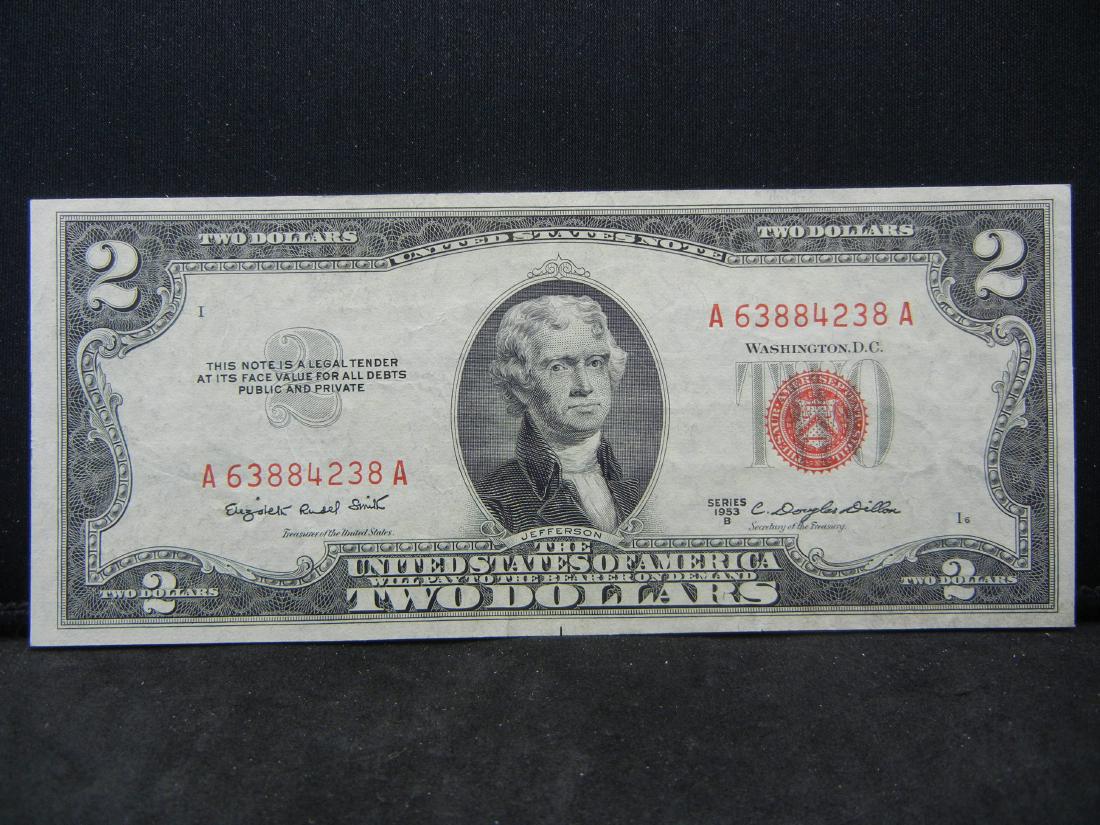 TWO DOLLARS
UNITED STATES NOTE
TWO DOLLARS
2
2
I
A 63884238 A
WASHINGTON, D.C.
THIS NOTE IS A LEGAL TENDER
AT ITS FACE VALUE FOR ALL DEBTS
PUBLIC AND PRIVATE
2
TWO
A 63884238 A
Elizabeth Rudel Smith
Treasurer of the United States.
SERIES
1953
B
C. Douglas Dillon
Secretary of the Treasury.
I6
JEFFERSON
THE
UNITED STATES OF AMERICA
WILL PAY TO THE BEARER ON DEMAND
TWO DOLLARS
TWO DOLLARS
2
TWO DOLLARS
2